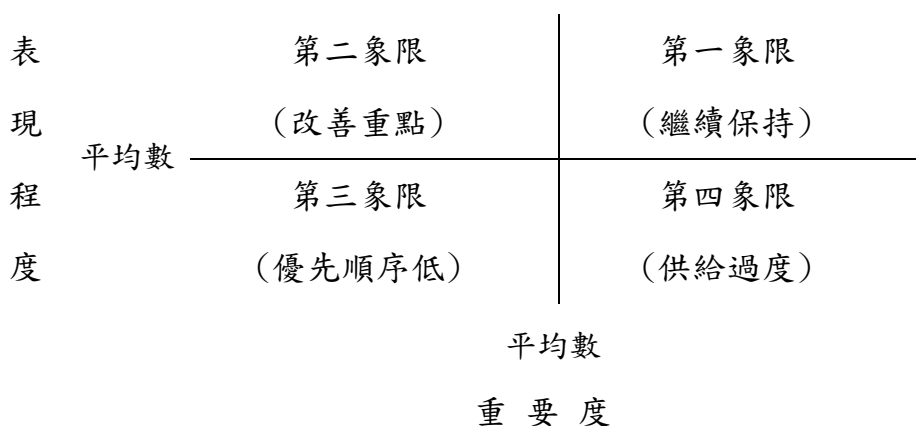 表 第二象限 第一象限
現 (改善重點) (繼續保持)
平均數
程 第三象限 第四象限
度 (優先順序低) (供給過度)
平均數
重 要 度